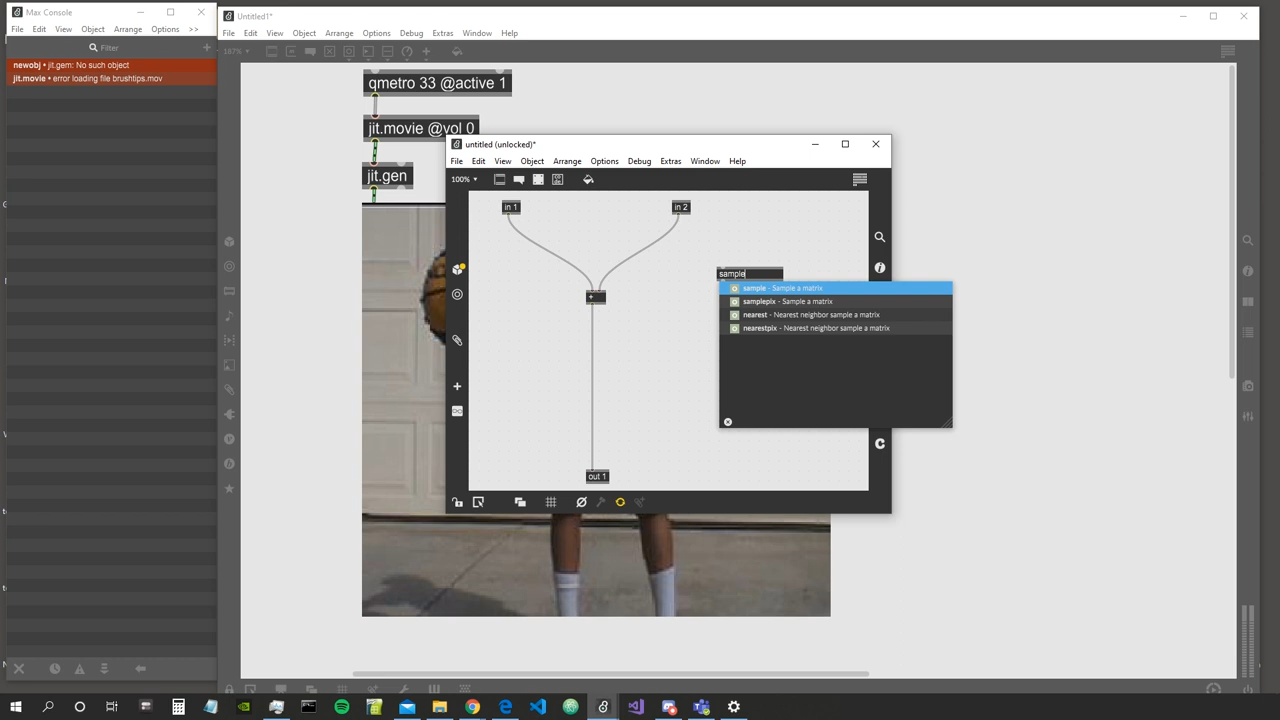 Max Console
File Edit View Object Arrange Options >>
Filter
newobj • jit.gem: No such object
jit.movie • error loading file brushtips.mov
Untitled1*
File Edit View Object Arrange Options Debug Extras Window Help
187%
qmetro 33 @active 1
jit.movie @vol 0
jit.gen
untitled (unlocked)*
File Edit View Object Arrange Options Debug Extras Window Help
100%
in 1
in 2
sample
sample - Sample a matrix
samplepix - Sample a matrix
nearest - Nearest neighbor sample a matrix
nearestpix - Nearest neighbor sample a matrix
+
out 1